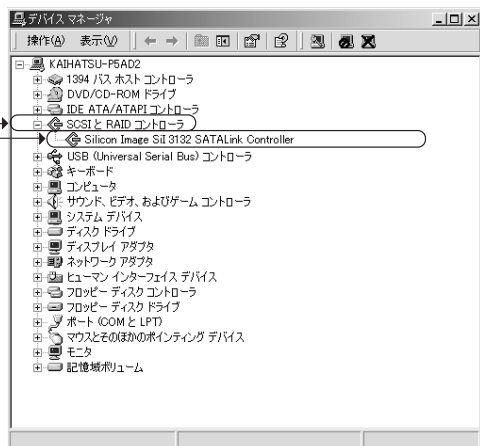 デバイス マネージャ
操作(A) 表示(V)
KAIHATSU-P5AD2
1394 バス ホスト コントローラ
DVD/CD-ROM ドライブ
IDE ATA/ATAPI コントローラ
SCSI と RAID コントローラ
Silicon Image SiI 3132 SATALink Controller
USB (Universal Serial Bus) コントローラ
キーボード
コンピュータ
サウンド、ビデオ、およびゲーム コントローラ
システム デバイス
ディスク ドライブ
ディスプレイ アダプタ
ネットワーク アダプタ
ヒューマン インターフェイス デバイス
フロッピー ディスク コントローラ
フロッピー ディスク ドライブ
ポート (COM と LPT)
マウスとそのほかのポインティング デバイス
モニタ
記憶域ボリューム